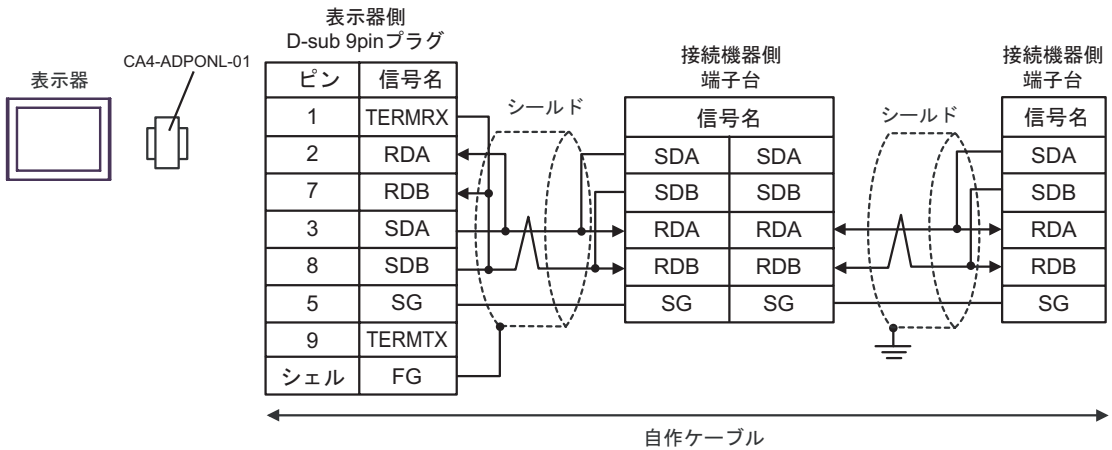 表示器
CA4-ADPONL-01
表示器側
D-sub 9pinプラグ
ピン 信号名
1 TERMRX
2 RDA
7 RDB
3 SDA
8 SDB
5 SG
9 TERMTX
シェル FG
シールド
接続機器側
端子台
信号名
SDA SDA
SDB SDB
RDA RDA
RDB RDB
SG SG
シールド
接続機器側
端子台
信号名
SDA
SDB
RDA
RDB
SG
自作ケーブル